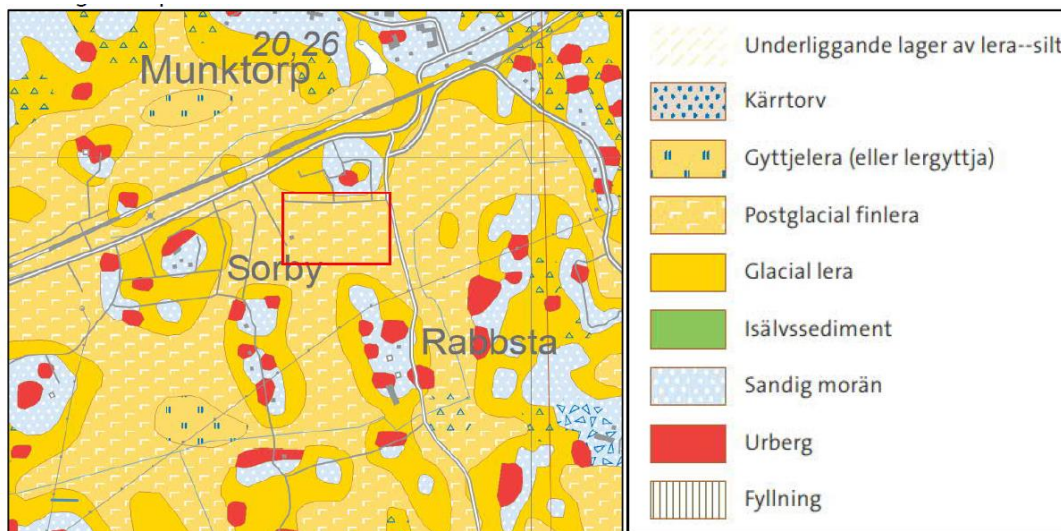 20,26
Munktorp
Sörby
Rabbsta
Underliggande lager av lera--silt
Kärrtorv
Gyttjelera (eller lergyttja)
Postglacial finlera
Glacial lera
Isälvssediment
Sandig morän
Urberg
Fyllning